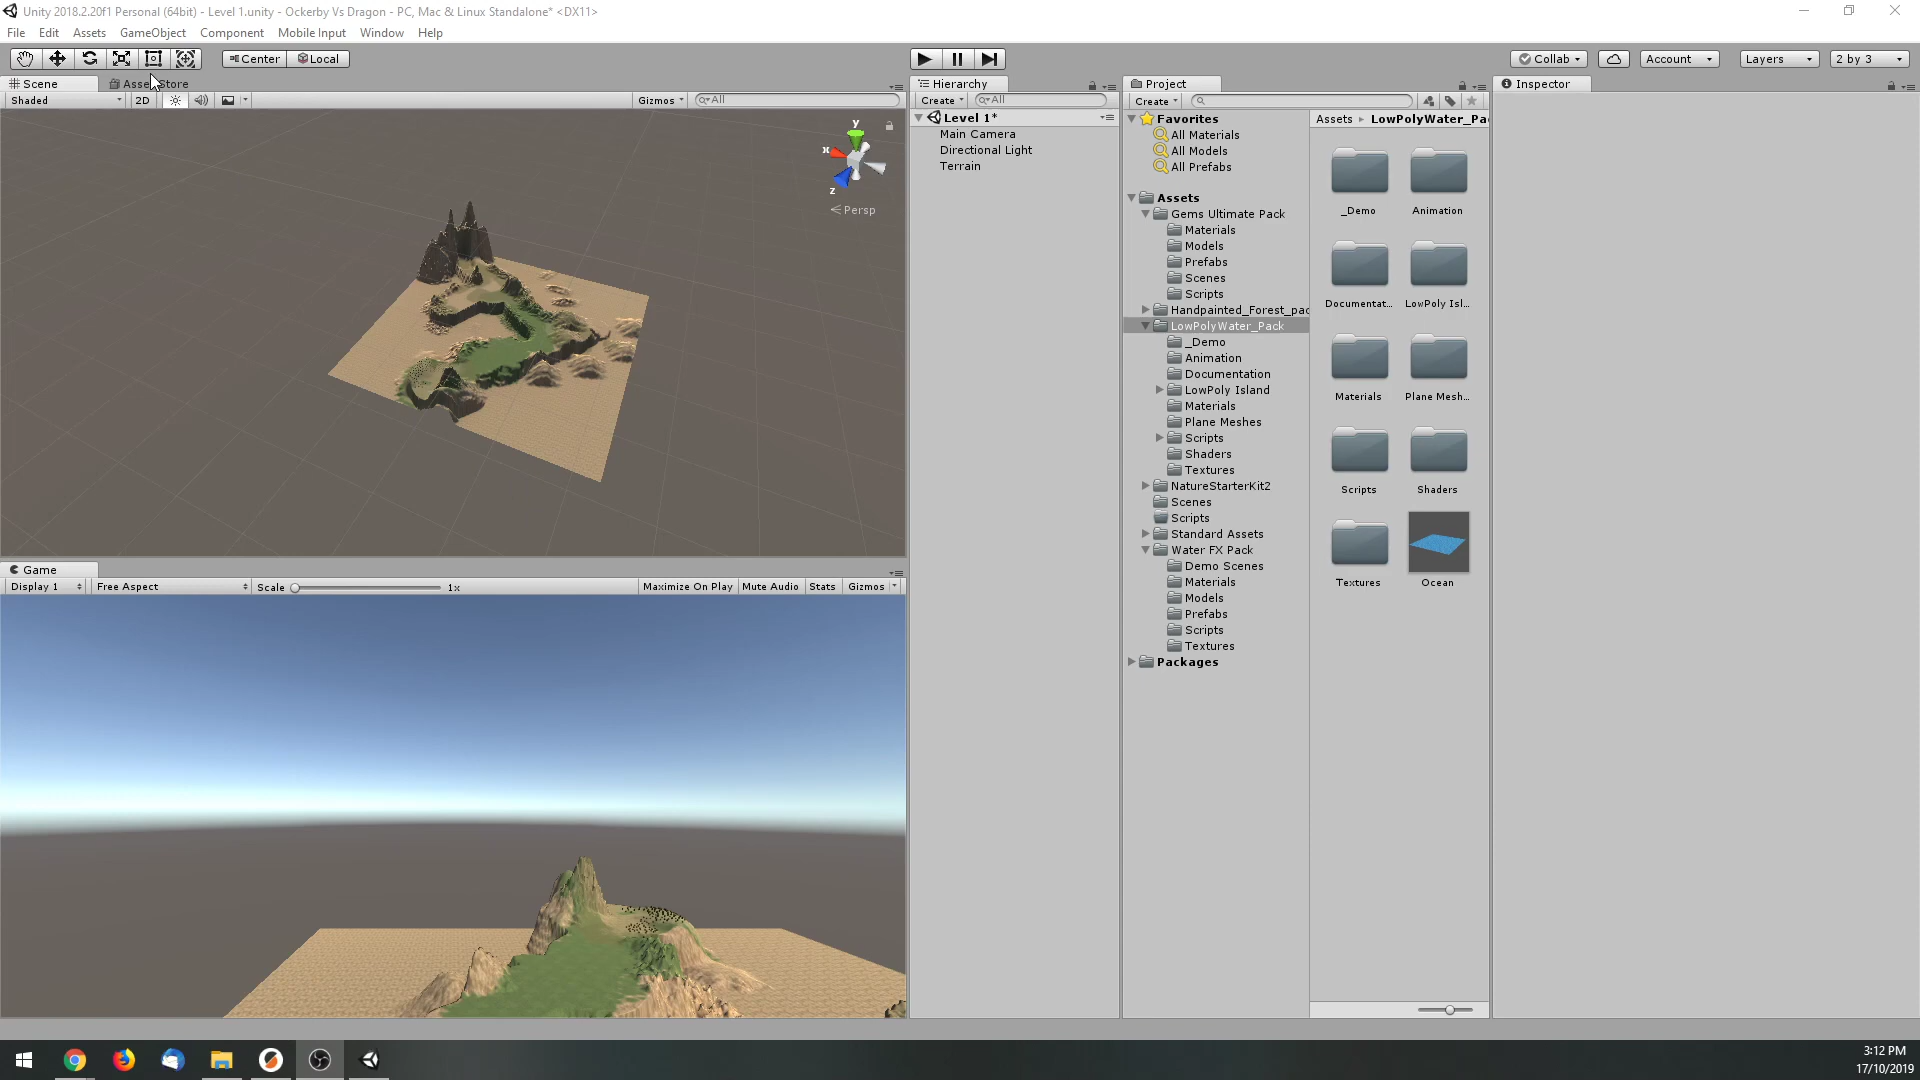 Unity 2018.2.20f1 Personal (64bit) - Level 1.unity - Ockerby Vs Dragon - PC, Mac & Linux Standalone* <DX11>
File Edit Assets GameObject Component Mobile Input Window Help
Center Local
Collab Account Layers 2 by 3
Scene
Shaded 2D Gizmos All
y
x
z
Persp
Game
Display 1 Free Aspect Scale 1x Maximize On Play Mute Audio Stats Gizmos
Hierarchy
Create All
Level 1*
Main Camera
Directional Light
Terrain
Project
Create
Favorites
All Materials
All Models
All Prefabs
Assets
Gems Ultimate Pack
Materials
Models
Prefabs
Scenes
Scripts
Handpainted_Forest_pac
LowPolyWater_Pack
_Demo
Animation
Documentation
LowPoly Island
Materials
Plane Meshes
Scripts
Shaders
Textures
NatureStarterKit2
Scenes
Scripts
Standard Assets
Water FX Pack
Demo Scenes
Materials
Models
Prefabs
Scripts
Textures
Packages
Assets LowPolyWater_Pa
_Demo Animation
Documentat... LowPoly Isl...
Materials Plane Mesh...
Scripts Shaders
Textures Ocean
Inspector
3:12 PM
17/10/2019